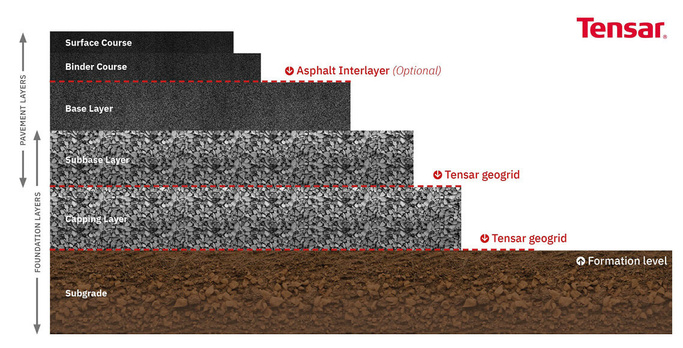 Tensar®
Surface Course
Binder Course
Asphalt Interlayer (Optional)
PAVEMENT LAYERS
Base Layer
Subbase Layer
Tensar geogrid
FOUNDATION LAYERS
Capping Layer
Tensar geogrid
Formation level
Subgrade